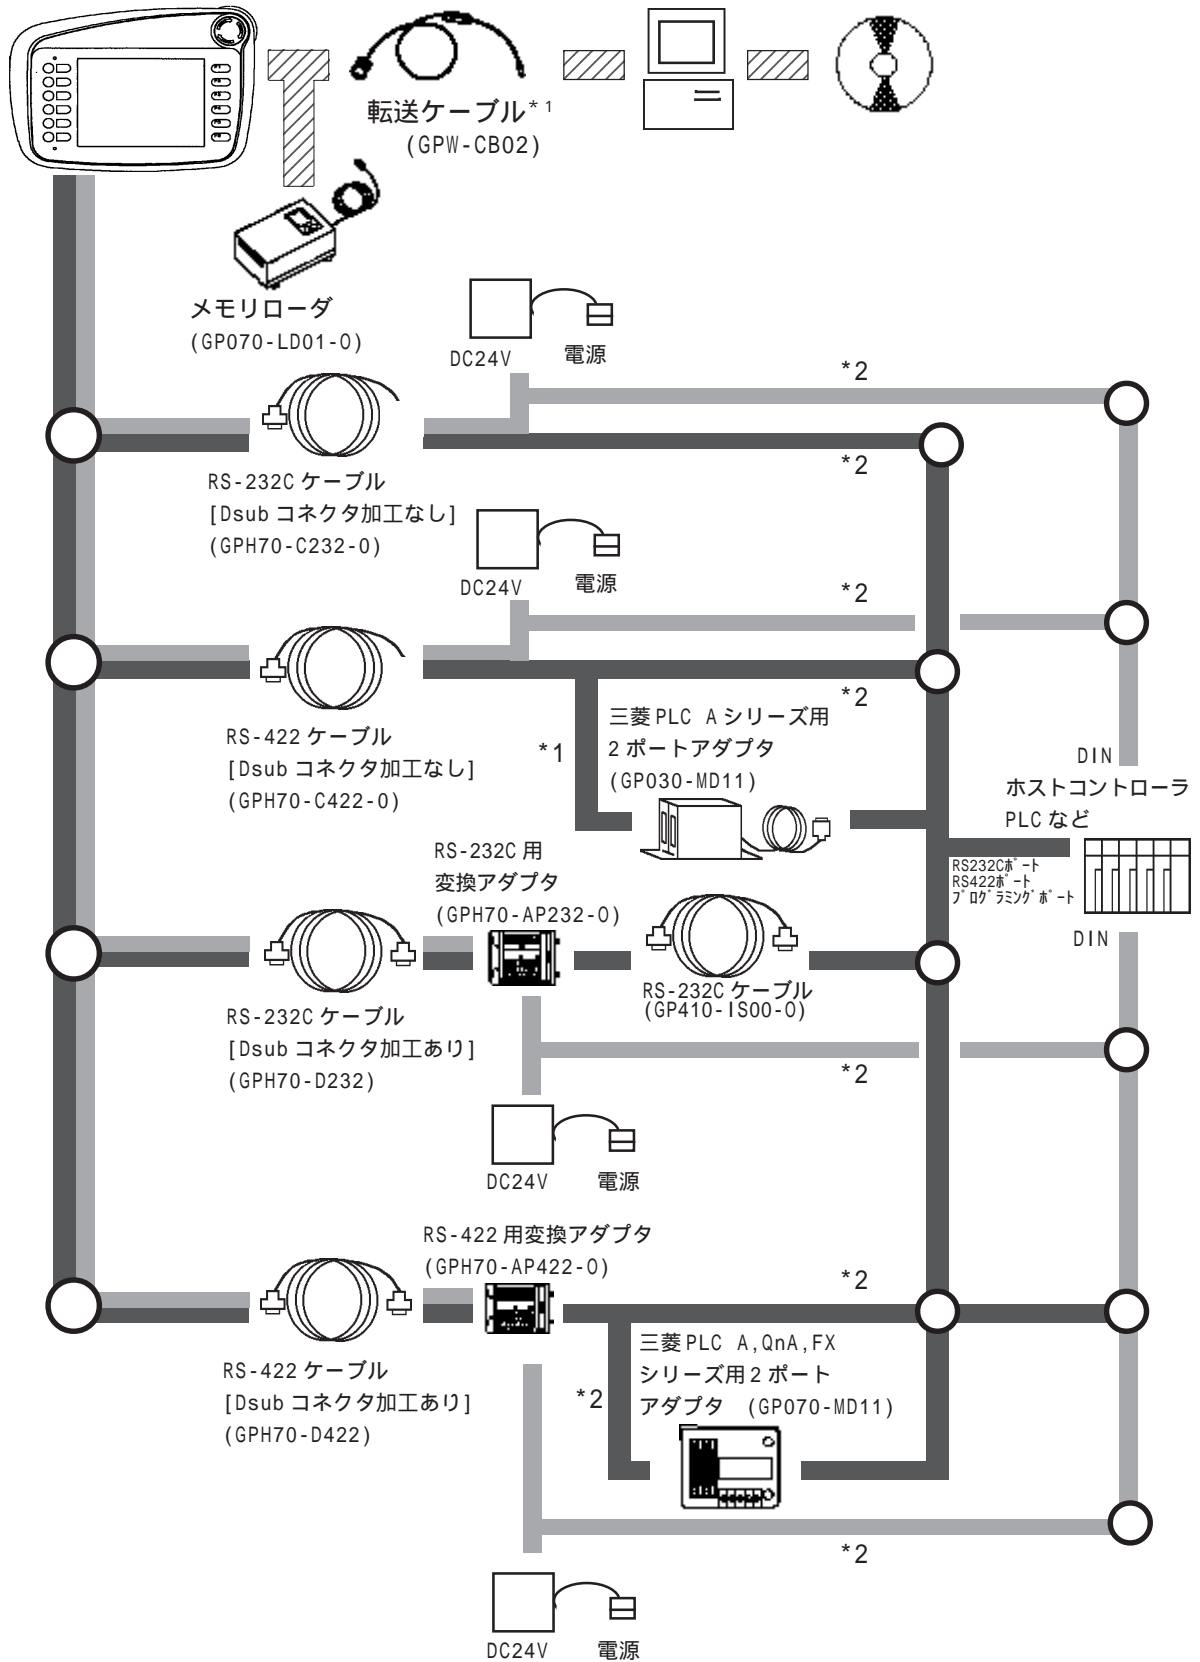 転送ケーブル*1
(GPW-CB02)
メモリローダ
(GP070-LD01-0)
DC24V
電源
*2
*2
RS-232C ケーブル
[Dsub コネクタ加工なし]
(GPH70-C232-0)
DC24V
電源
*2
*2
RS-422 ケーブル
[Dsub コネクタ加工なし]
(GPH70-C422-0)
*1
三菱PLC Aシリーズ用
2 ポートアダプタ
(GP030-MD11)
DIN
ホストコントローラ
PLC など
RS232Cﾎﾟｰﾄ
RS422ﾎﾟｰﾄ
ﾌﾟﾛｸﾞﾗﾐﾝｸﾞﾎﾟｰﾄ
DIN
RS-232C 用
変換アダプタ
(GPH70-AP232-0)
RS-232C ケーブル
(GP410-IS00-O)
RS-232C ケーブル
[Dsub コネクタ加工あり]
(GPH70-D232)
*2
DC24V
電源
RS-422 用変換アダプタ
(GPH70-AP422-0)
*2
RS-422 ケーブル
[Dsub コネクタ加工あり]
(GPH70-D422)
*2
三菱PLC A,QnA,FX
シリーズ用2 ポート
アダプタ (GP070-MD11)
*2
DC24V
電源